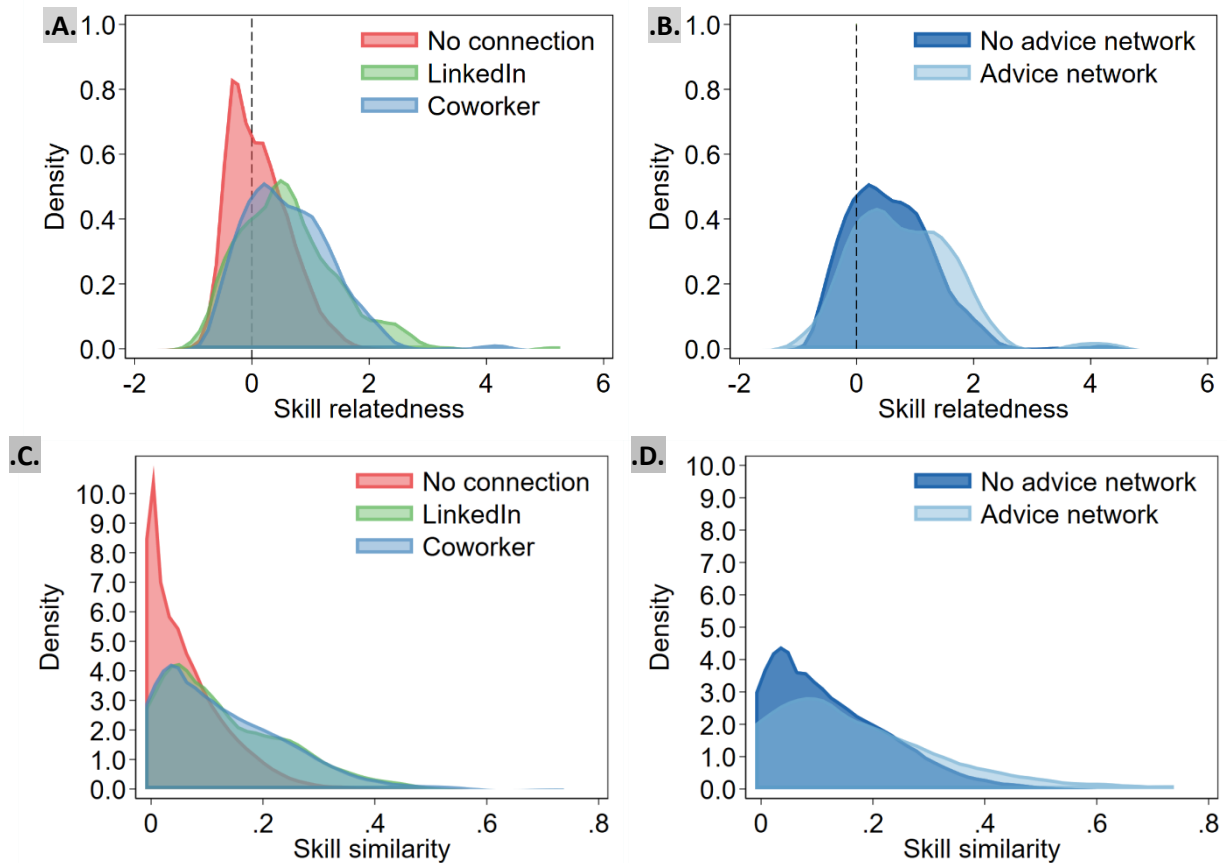 .A.
1.0
0.8
0.6
0.4
0.2
0.0
Density
No connection
LinkedIn
Coworker
-2 0 2 4 6
Skill relatedness
.B.
1.0
0.8
0.6
0.4
0.2
0.0
Density
No advice network
Advice network
-2 0 2 4 6
Skill relatedness
.C.
10.0
9.0
8.0
7.0
6.0
5.0
4.0
3.0
2.0
1.0
0.0
Density
No connection
LinkedIn
Coworker
0 .2 .4 .6 .8
Skill similarity
.D.
10.0
9.0
8.0
7.0
6.0
5.0
4.0
3.0
2.0
1.0
0.0
Density
No advice network
Advice network
0 .2 .4 .6 .8
Skill similarity